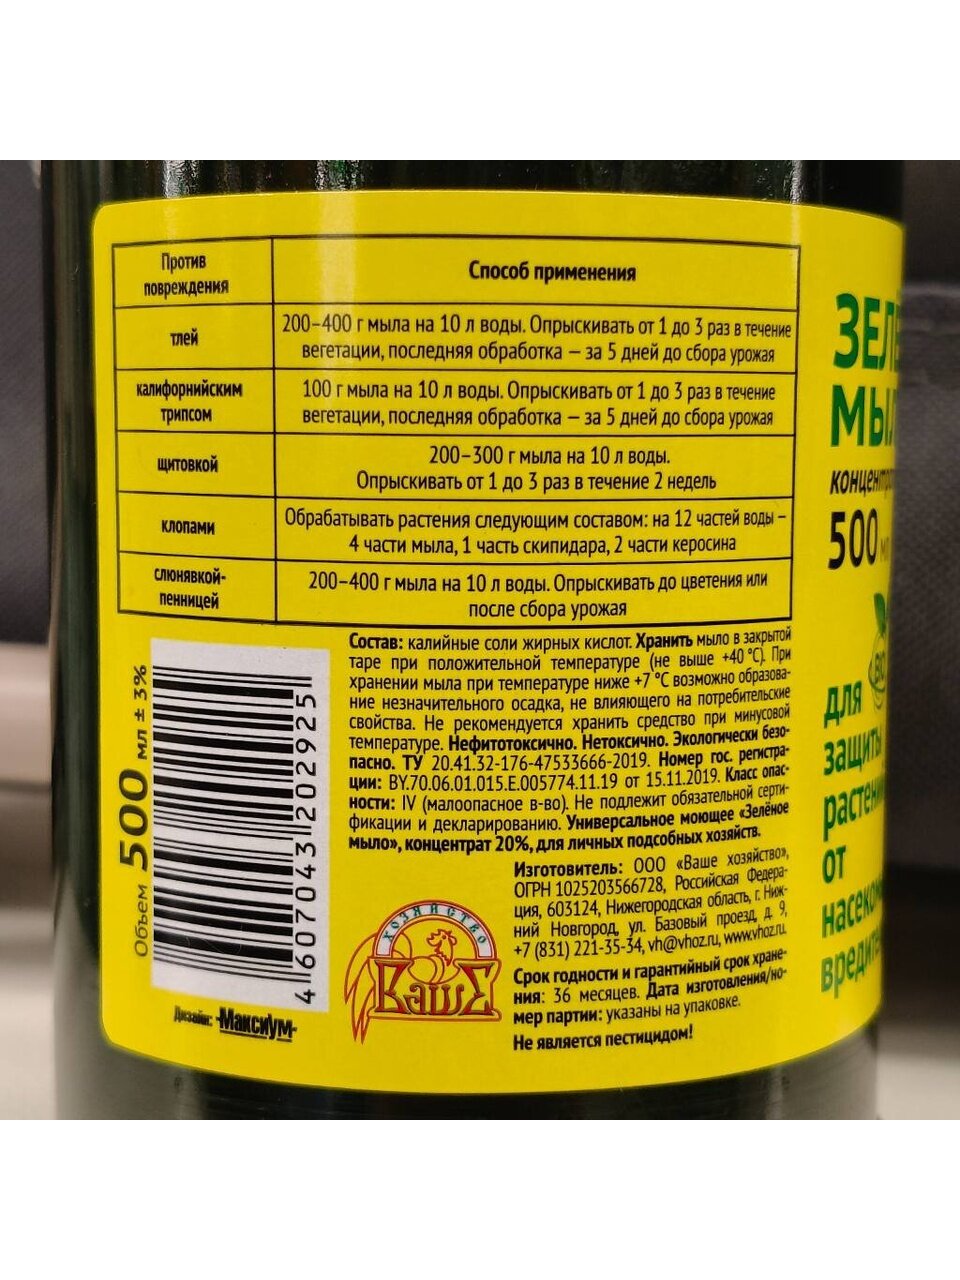 Против
повреждения
Способ применения
тлей
200–400 г мыла на 10 л воды. Опрыскивать от 1 до 3 раз в течение
вегетации, последняя обработка — за 5 дней до сбора урожая
калифорнийским
трипсом
100 г мыла на 10 л воды. Опрыскивать от 1 до 3 раз в течение
вегетации, последняя обработка — за 5 дней до сбора урожая
щитовкой
200–300 г мыла на 10 л воды.
Опрыскивать от 1 до 3 раз в течение 2 недель
клопами
Обрабатывать растения следующим составом: на 12 частей воды –
4 части мыла, 1 часть скипидара, 2 части керосина
слюнявкой-
пенницей
200–400 г мыла на 10 л воды. Опрыскивать до цветения или
после сбора урожая
Состав: калийные соли жирных кислот. Хранить мыло в закрытой
таре при положительной температуре (не выше +40 °С). При
хранении мыла при температуре ниже +7 °С возможно образова-
ние незначительного осадка, не влияющего на потребительские
свойства. Не рекомендуется хранить средство при минусовой
температуре. Нефитотоксично. Нетоксично. Экологически безо-
пасно. ТУ 20.41.32-176-47533666-2019. Номер гос. регистра-
ции: BY.70.06.01.015.Е.005774.11.19 от 15.11.2019. Класс опас-
ности: IV (малоопасное в-во). Не подлежит обязательной серти-
фикации и декларированию. Универсальное моющее «Зелёное
мыло», концентрат 20%, для личных подсобных хозяйств.
Изготовитель: ООО «Ваше хозяйство»,
ОГРН 1025203566728, Российская Федера-
ция, 603124, Нижегородская область, г. Ниж-
ний Новгород, ул. Базовый проезд, д. 9,
+7 (831) 221-35-34, vh@vhoz.ru, www.vhoz.ru.
Срок годности и гарантийный срок хране-
ния: 36 месяцев. Дата изготовления/но-
мер партии: указаны на упаковке.
Не является пестицидом!
Объем 500 мл ± 3%
4 607043 202925
Дизайн: -Максиум-
ХОЗЯЙСТВО
ВАШЕ
ЗЕЛЁ
МЫЛ
концентра
500 мл
BIO
для
защиты
растени
от
насеко
вредите